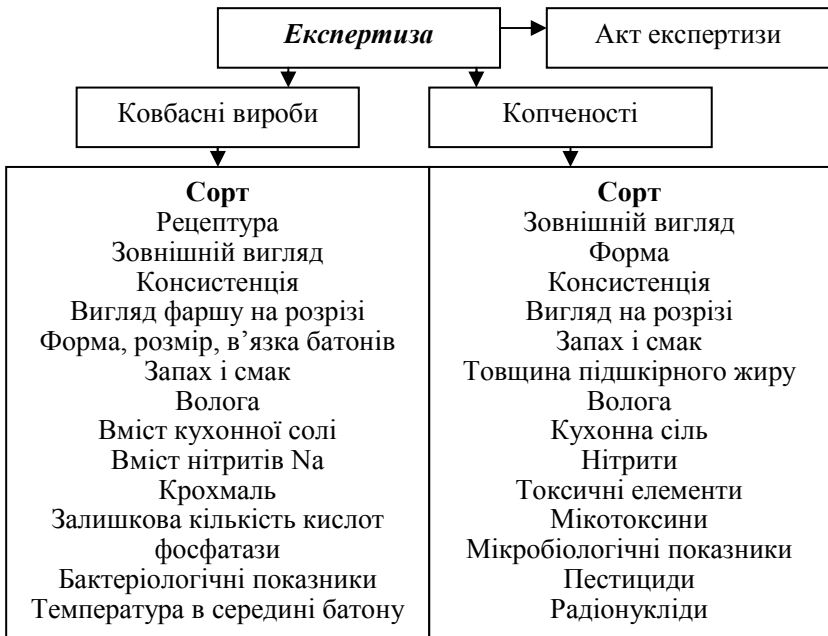 Експертиза
Акт експертизи
Ковбасні вироби
Копченості
Сорт
Рецептура
Зовнішній вигляд
Консистенція
Вигляд фаршу на розрізі
Форма, розмір, в’язка батонів
Запах і смак
Волога
Вміст кухонної солі
Вміст нітритів Na
Крохмаль
Залишкова кількість кислот
фосфатази
Бактеріологічні показники
Температура в середині батону
Сорт
Зовнішній вигляд
Форма
Консистенція
Вигляд на розрізі
Запах і смак
Товщина підшкірного жиру
Волога
Кухонна сіль
Нітрити
Токсичні елементи
Мікотоксини
Мікробіологічні показники
Пестициди
Радіонукліди